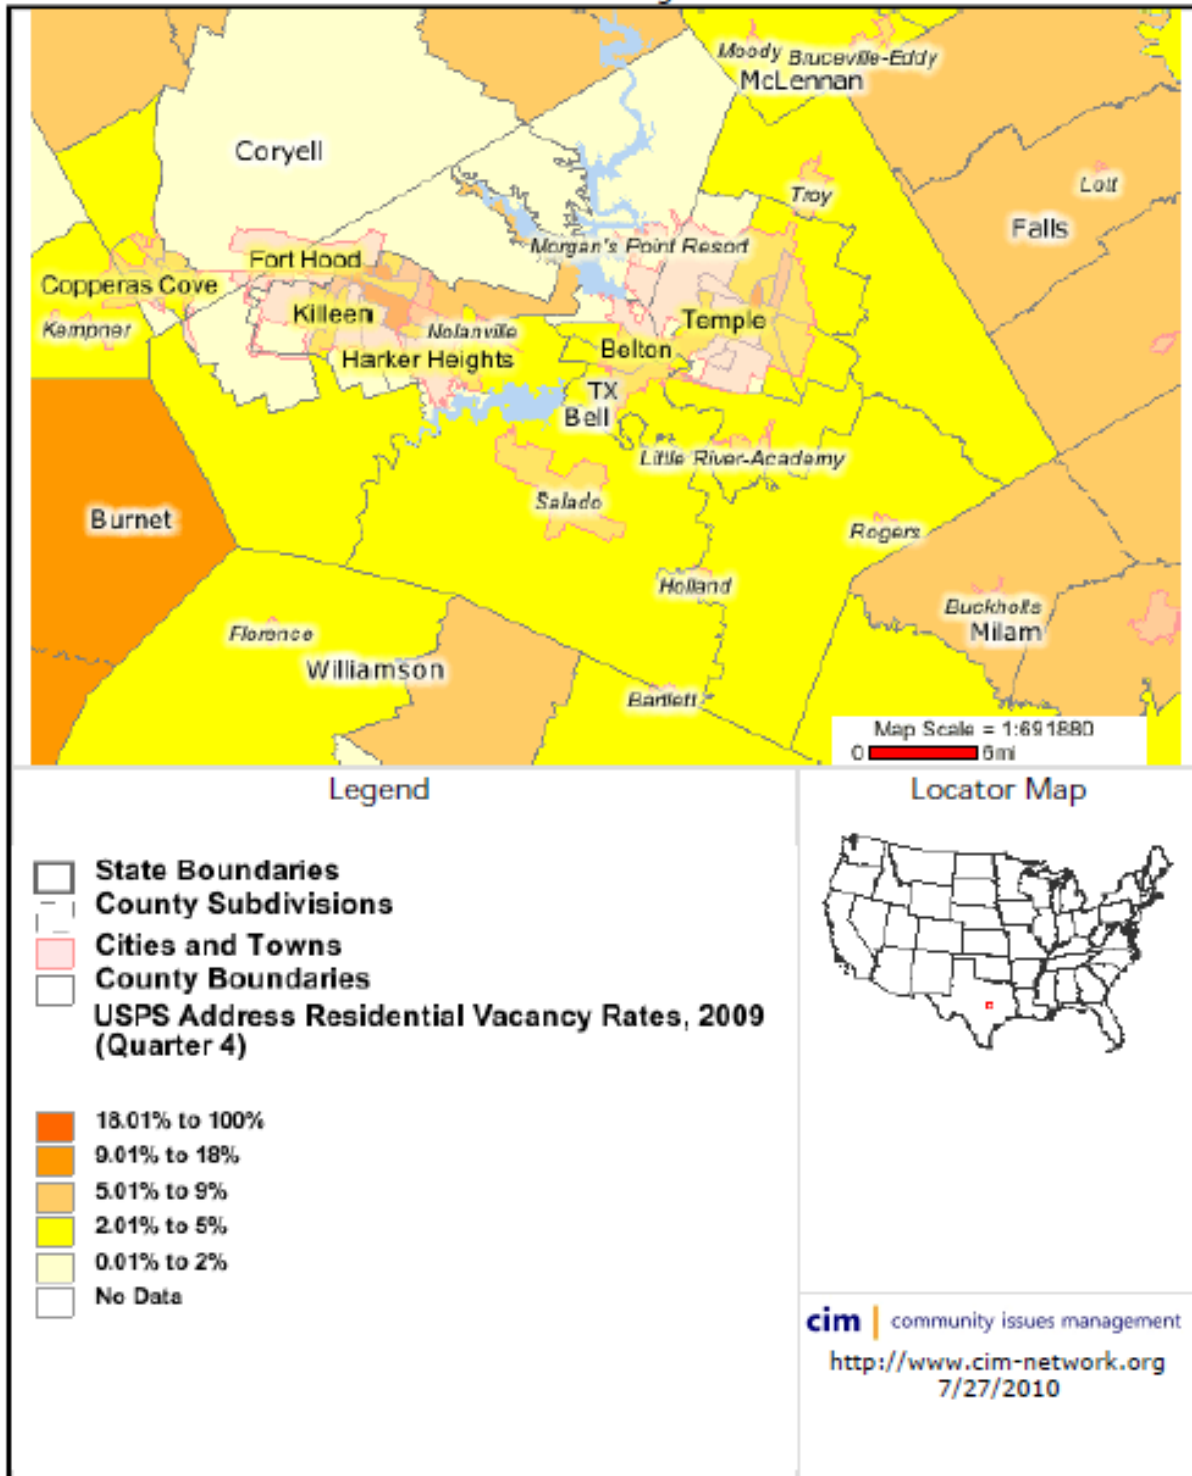 Moody Bruceville-Eddy
McLennan
Coryell
Troy
Lott
Falls
Morgan's Point Resort
Fort Hood
Copperas Cove
Killeen
Temple
Kempner
Nolanville
Belton
Harker Heights
TX
Bell
Little River-Academy
Salado
Burnet
Rogers
Holland
Buckholts
Milam
Florence
Williamson
Bartlett
Map Scale = 1:691880
0 6mi
Legend
Locator Map
State Boundaries
County Subdivisions
Cities and Towns
County Boundaries
USPS Address Residential Vacancy Rates, 2009
(Quarter 4)
18.01% to 100%
9.01% to 18%
5.01% to 9%
2.01% to 5%
0.01% to 2%
No Data
cim | community issues management
http://www.cim-network.org
7/27/2010